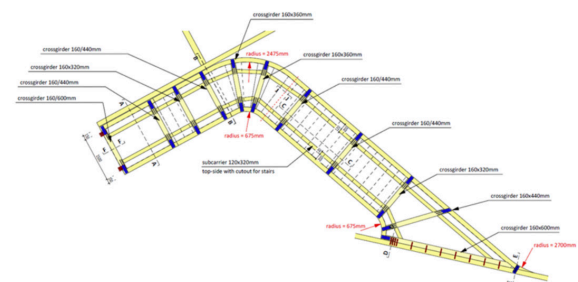 crossgirder 160x360mm
crossgirder 160/440mm
crossgirder 160x360mm
radius = 2475mm
crossgirder 160x320mm
crossgirder 160/440mm
crossgirder 160/440mm
crossgirder 160/600mm
crossgirder 160/440mm
radius = 675mm
subcarrier 120x320mm
top-side with cutout for stairs
crossgirder 160x320mm
crossgirder 160x440mm
radius = 675mm
crossgirder 160x600mm
radius = 2700mm
A
A
B
B
C
C
D
E
F
F